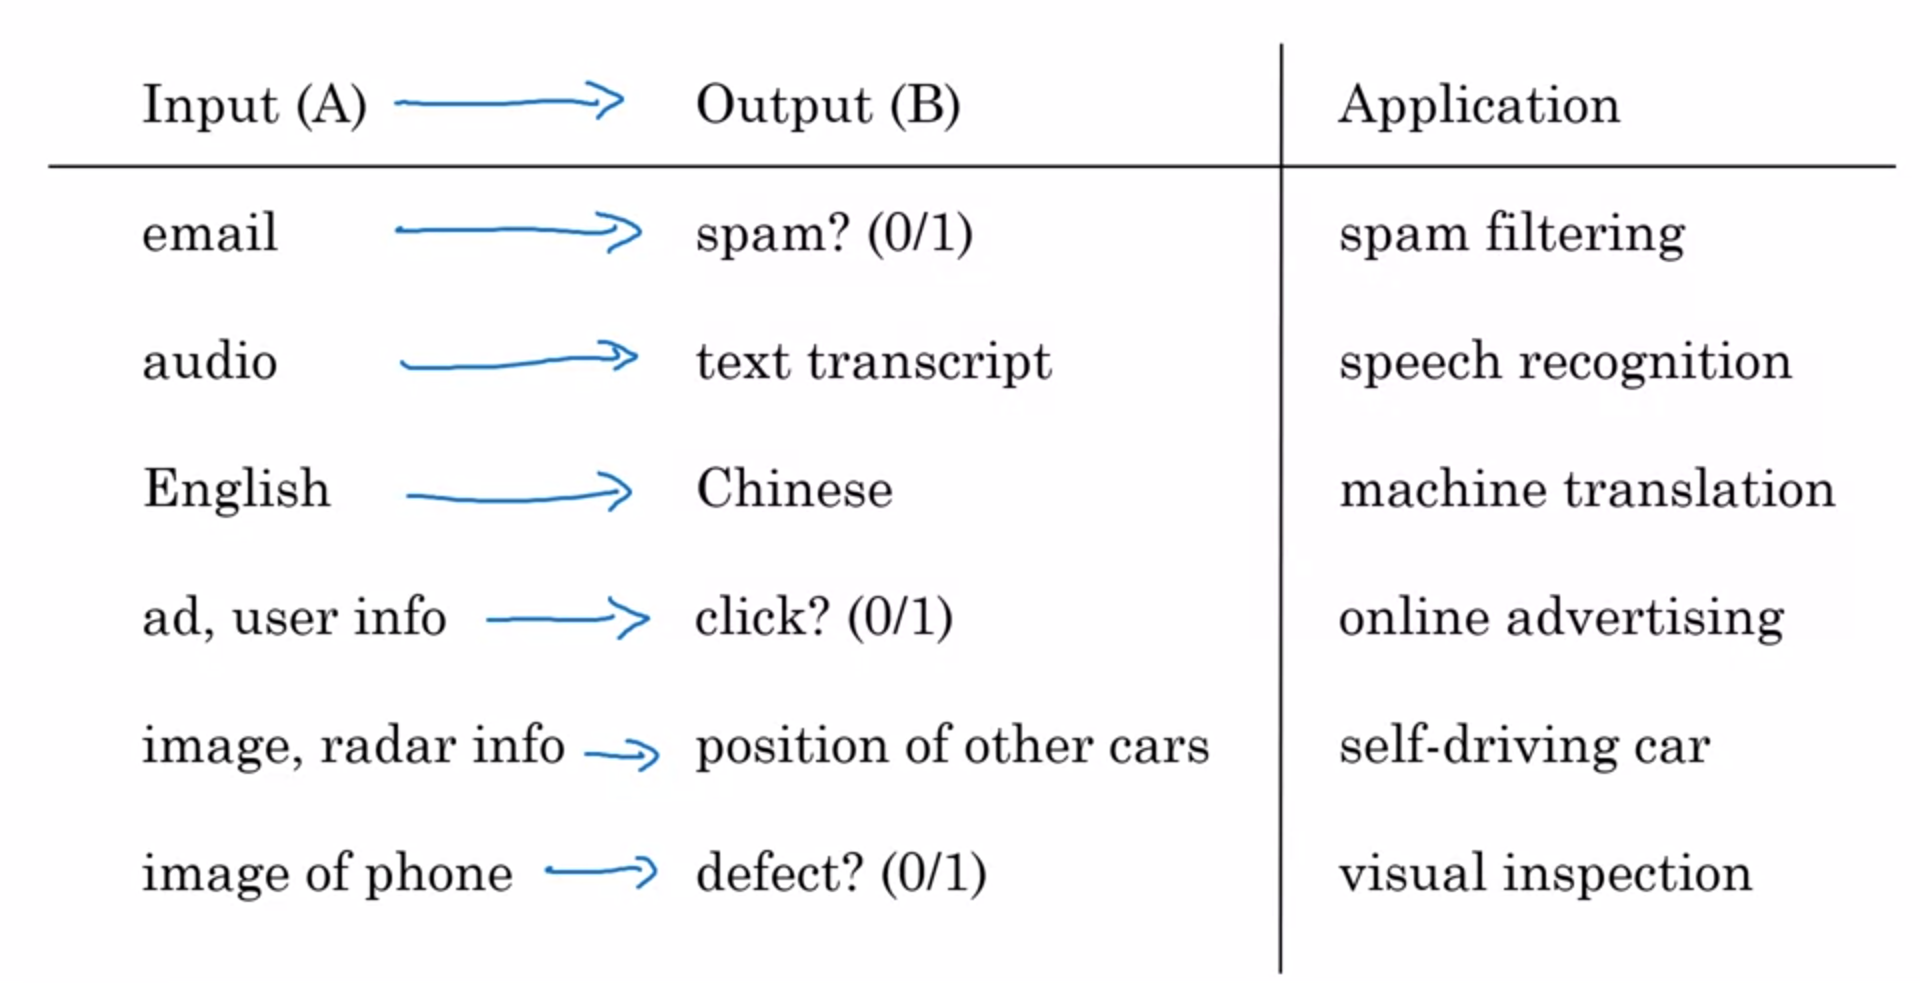 Input (A) Output (B) Application
email spam? (0/1) spam filtering
audio text transcript speech recognition
English Chinese machine translation
ad, user info click? (0/1) online advertising
image, radar info position of other cars self-driving car
image of phone defect? (0/1) visual inspection